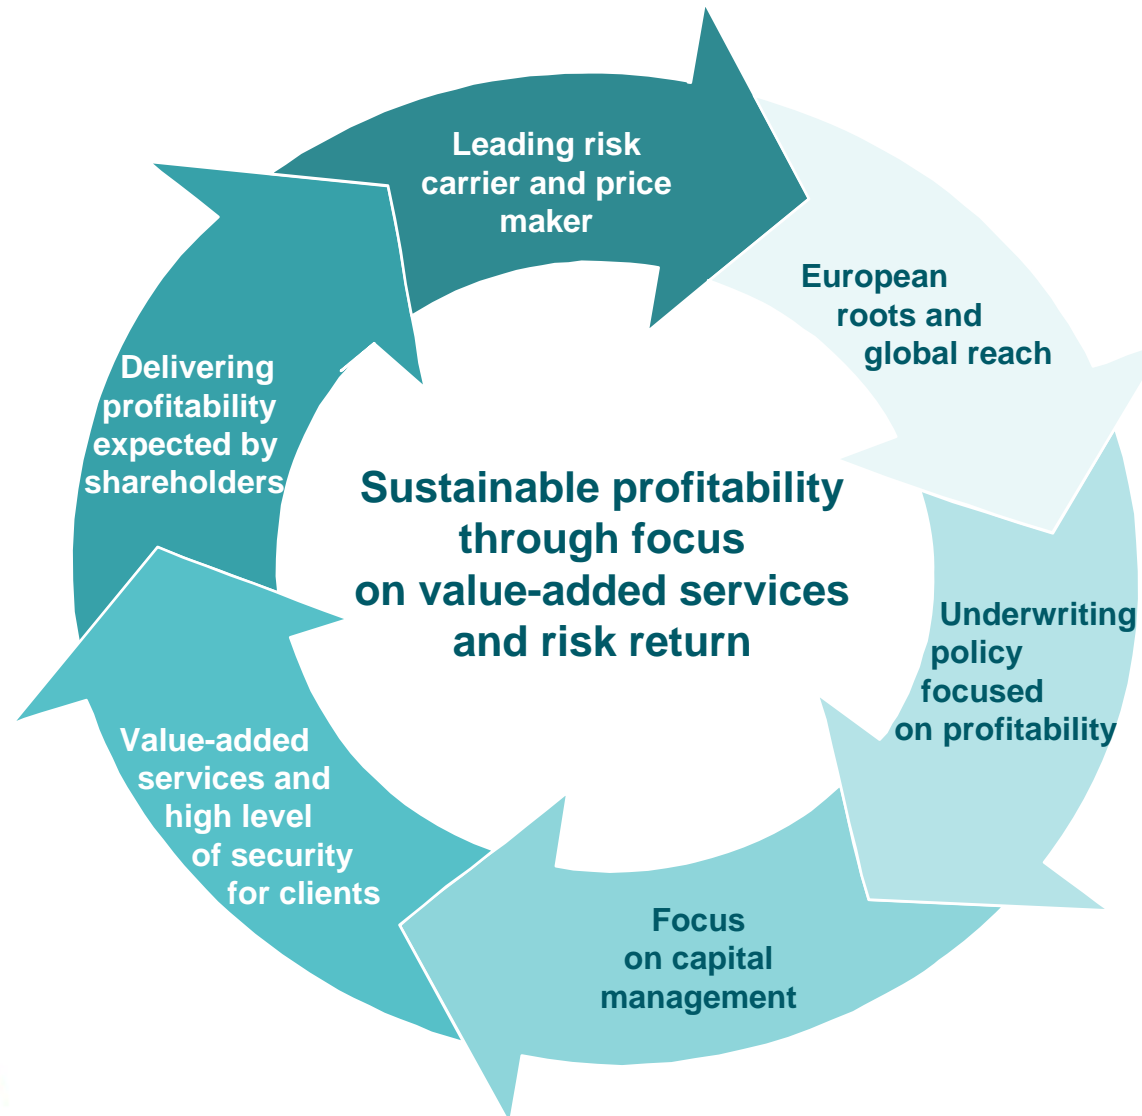 Leading risk
carrier and price
maker
European
roots and
global reach
Delivering
profitability
expected by
shareholders
Sustainable profitability
through focus
on value-added services
and risk return
Underwriting
policy
focused
on profitability
Value-added
services and
high level
of security
for clients
Focus
on capital
management